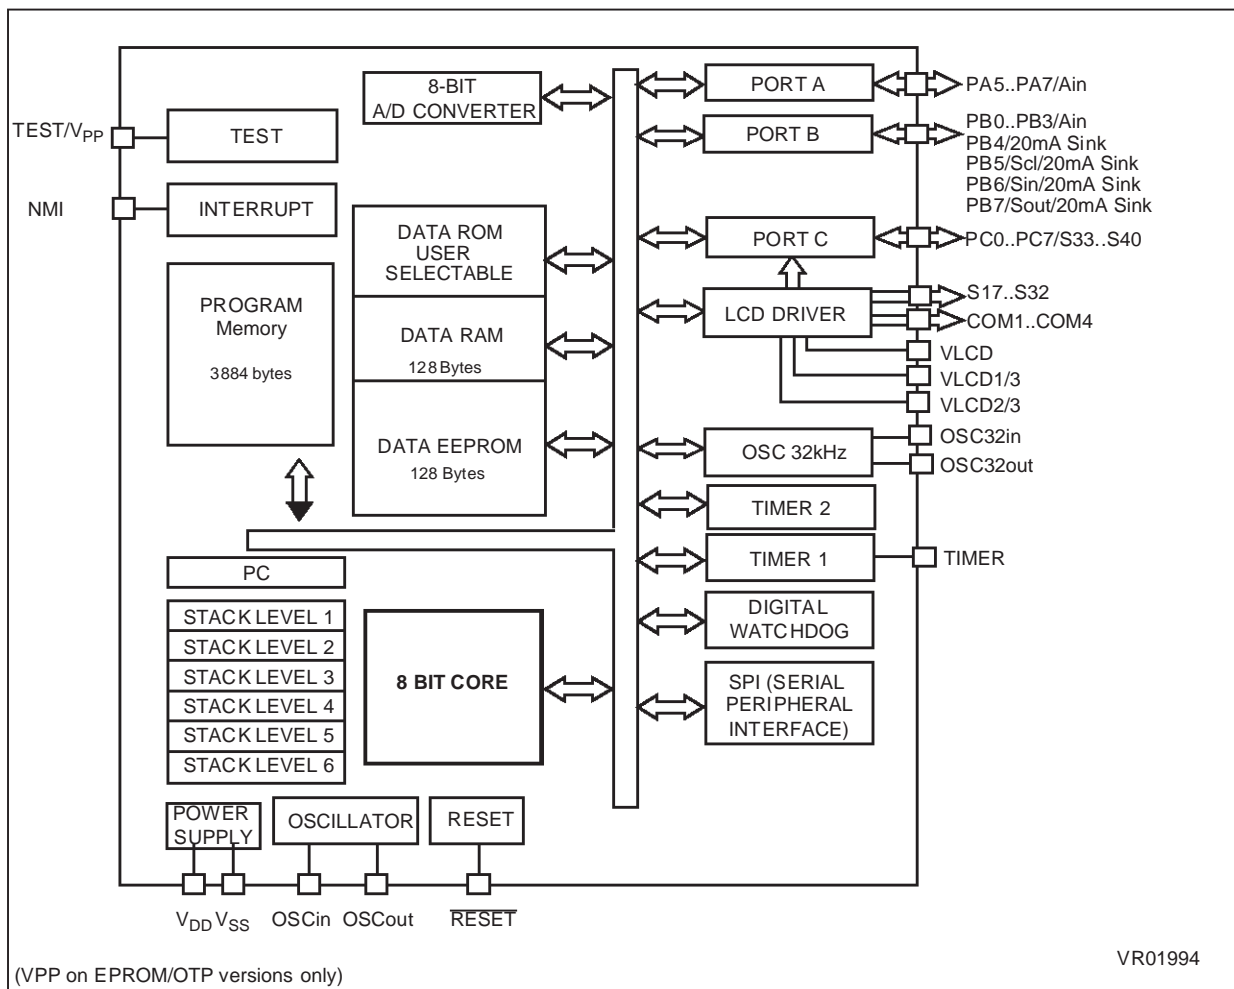 8-BIT
A/D CONVERTER
PORT A
PA5..PA7/Ain
TEST/VPP
TEST
PORT B
PB0..PB3/Ain
PB4/20mA Sink
PB5/Scl/20mA Sink
PB6/Sin/20mA Sink
PB7/Sout/20mA Sink
NMI
INTERRUPT
DATA ROM
USER
SELECTABLE
PORT C
PC0..PC7/S33..S40
PROGRAM
Memory
3884 bytes
DATA RAM
128 Bytes
LCD DRIVER
S17..S32
COM1..COM4
VLCD
VLCD1/3
VLCD2/3
DATA EEPROM
128 Bytes
OSC 32kHz
OSC32in
OSC32out
TIMER 2
TIMER 1
TIMER
PC
STACK LEVEL 1
STACK LEVEL 2
STACK LEVEL 3
STACK LEVEL 4
STACK LEVEL 5
STACK LEVEL 6
8 BIT CORE
DIGITAL
WATCHDOG
SPI (SERIAL
PERIPHERAL
INTERFACE)
POWER
SUPPLY
OSCILLATOR
RESET
VDD VSS OSCin OSCout RESET
VR01994
(VPP on EPROM/OTP versions only)